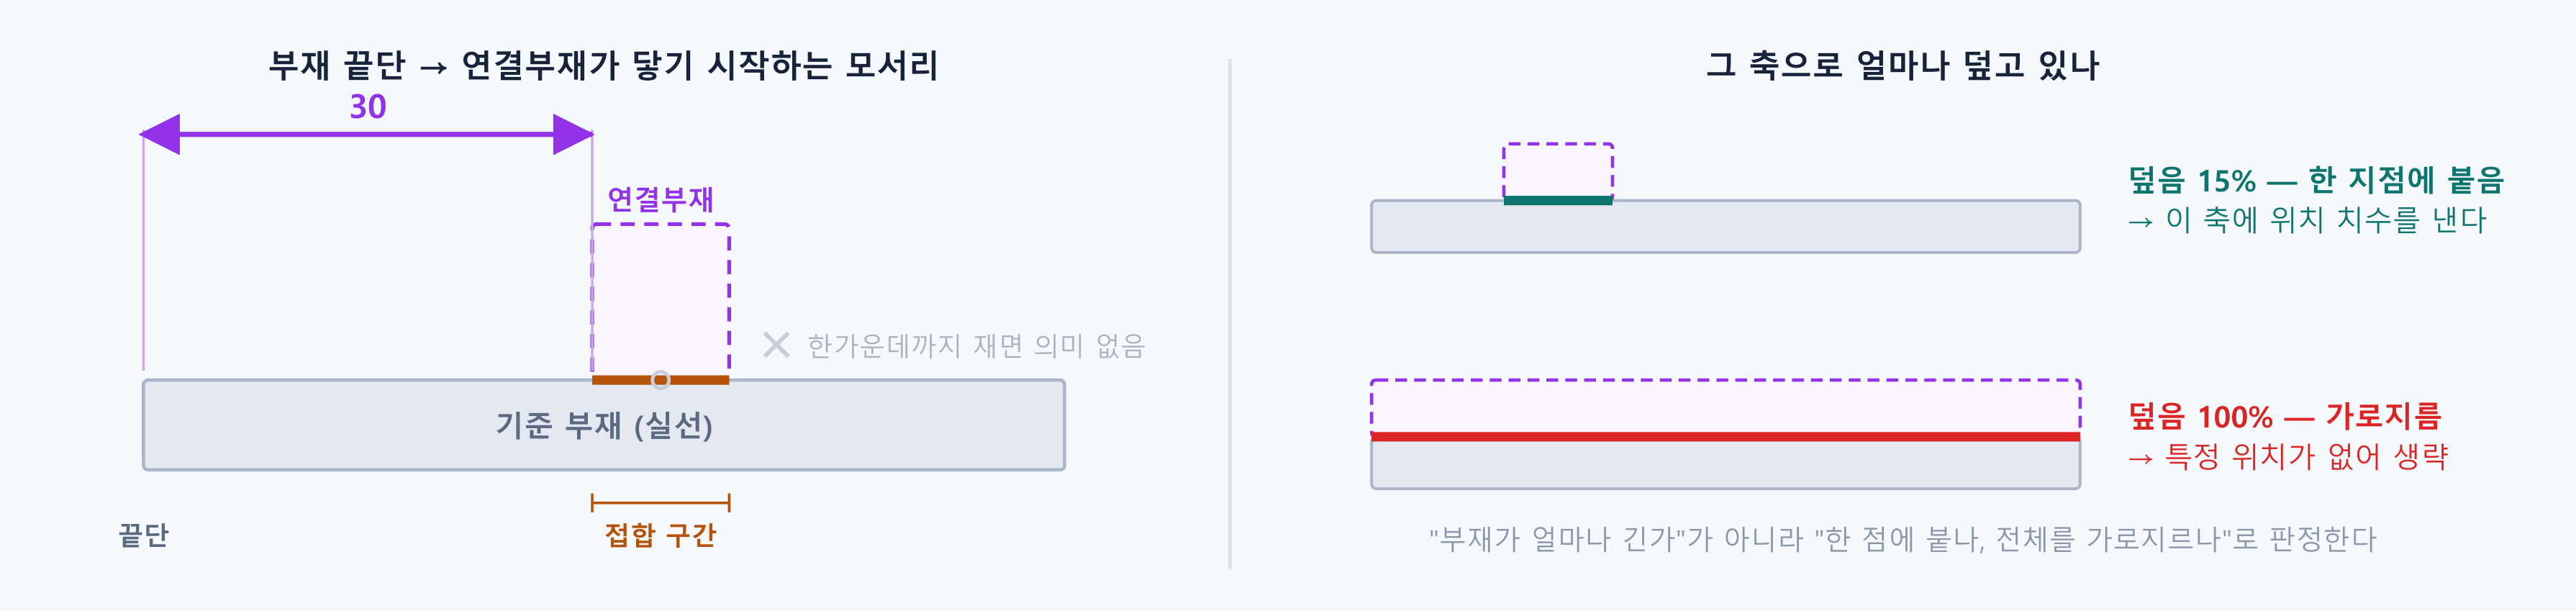 부재 끝단 → 연결부재가 닿기 시작하는 모서리
30
연결부재
✕ 한가운데까지 재면 의미 없음
기준 부재 (실선)
끝단
접합 구간
그 축으로 얼마나 덮고 있나
덮음 15% — 한 지점에 붙음
→ 이 축에 위치 치수를 낸다
덮음 100% — 가로지름
→ 특정 위치가 없어 생략
"부재가 얼마나 긴가"가 아니라 "한 점에 붙나, 전체를 가로지르나"로 판정한다